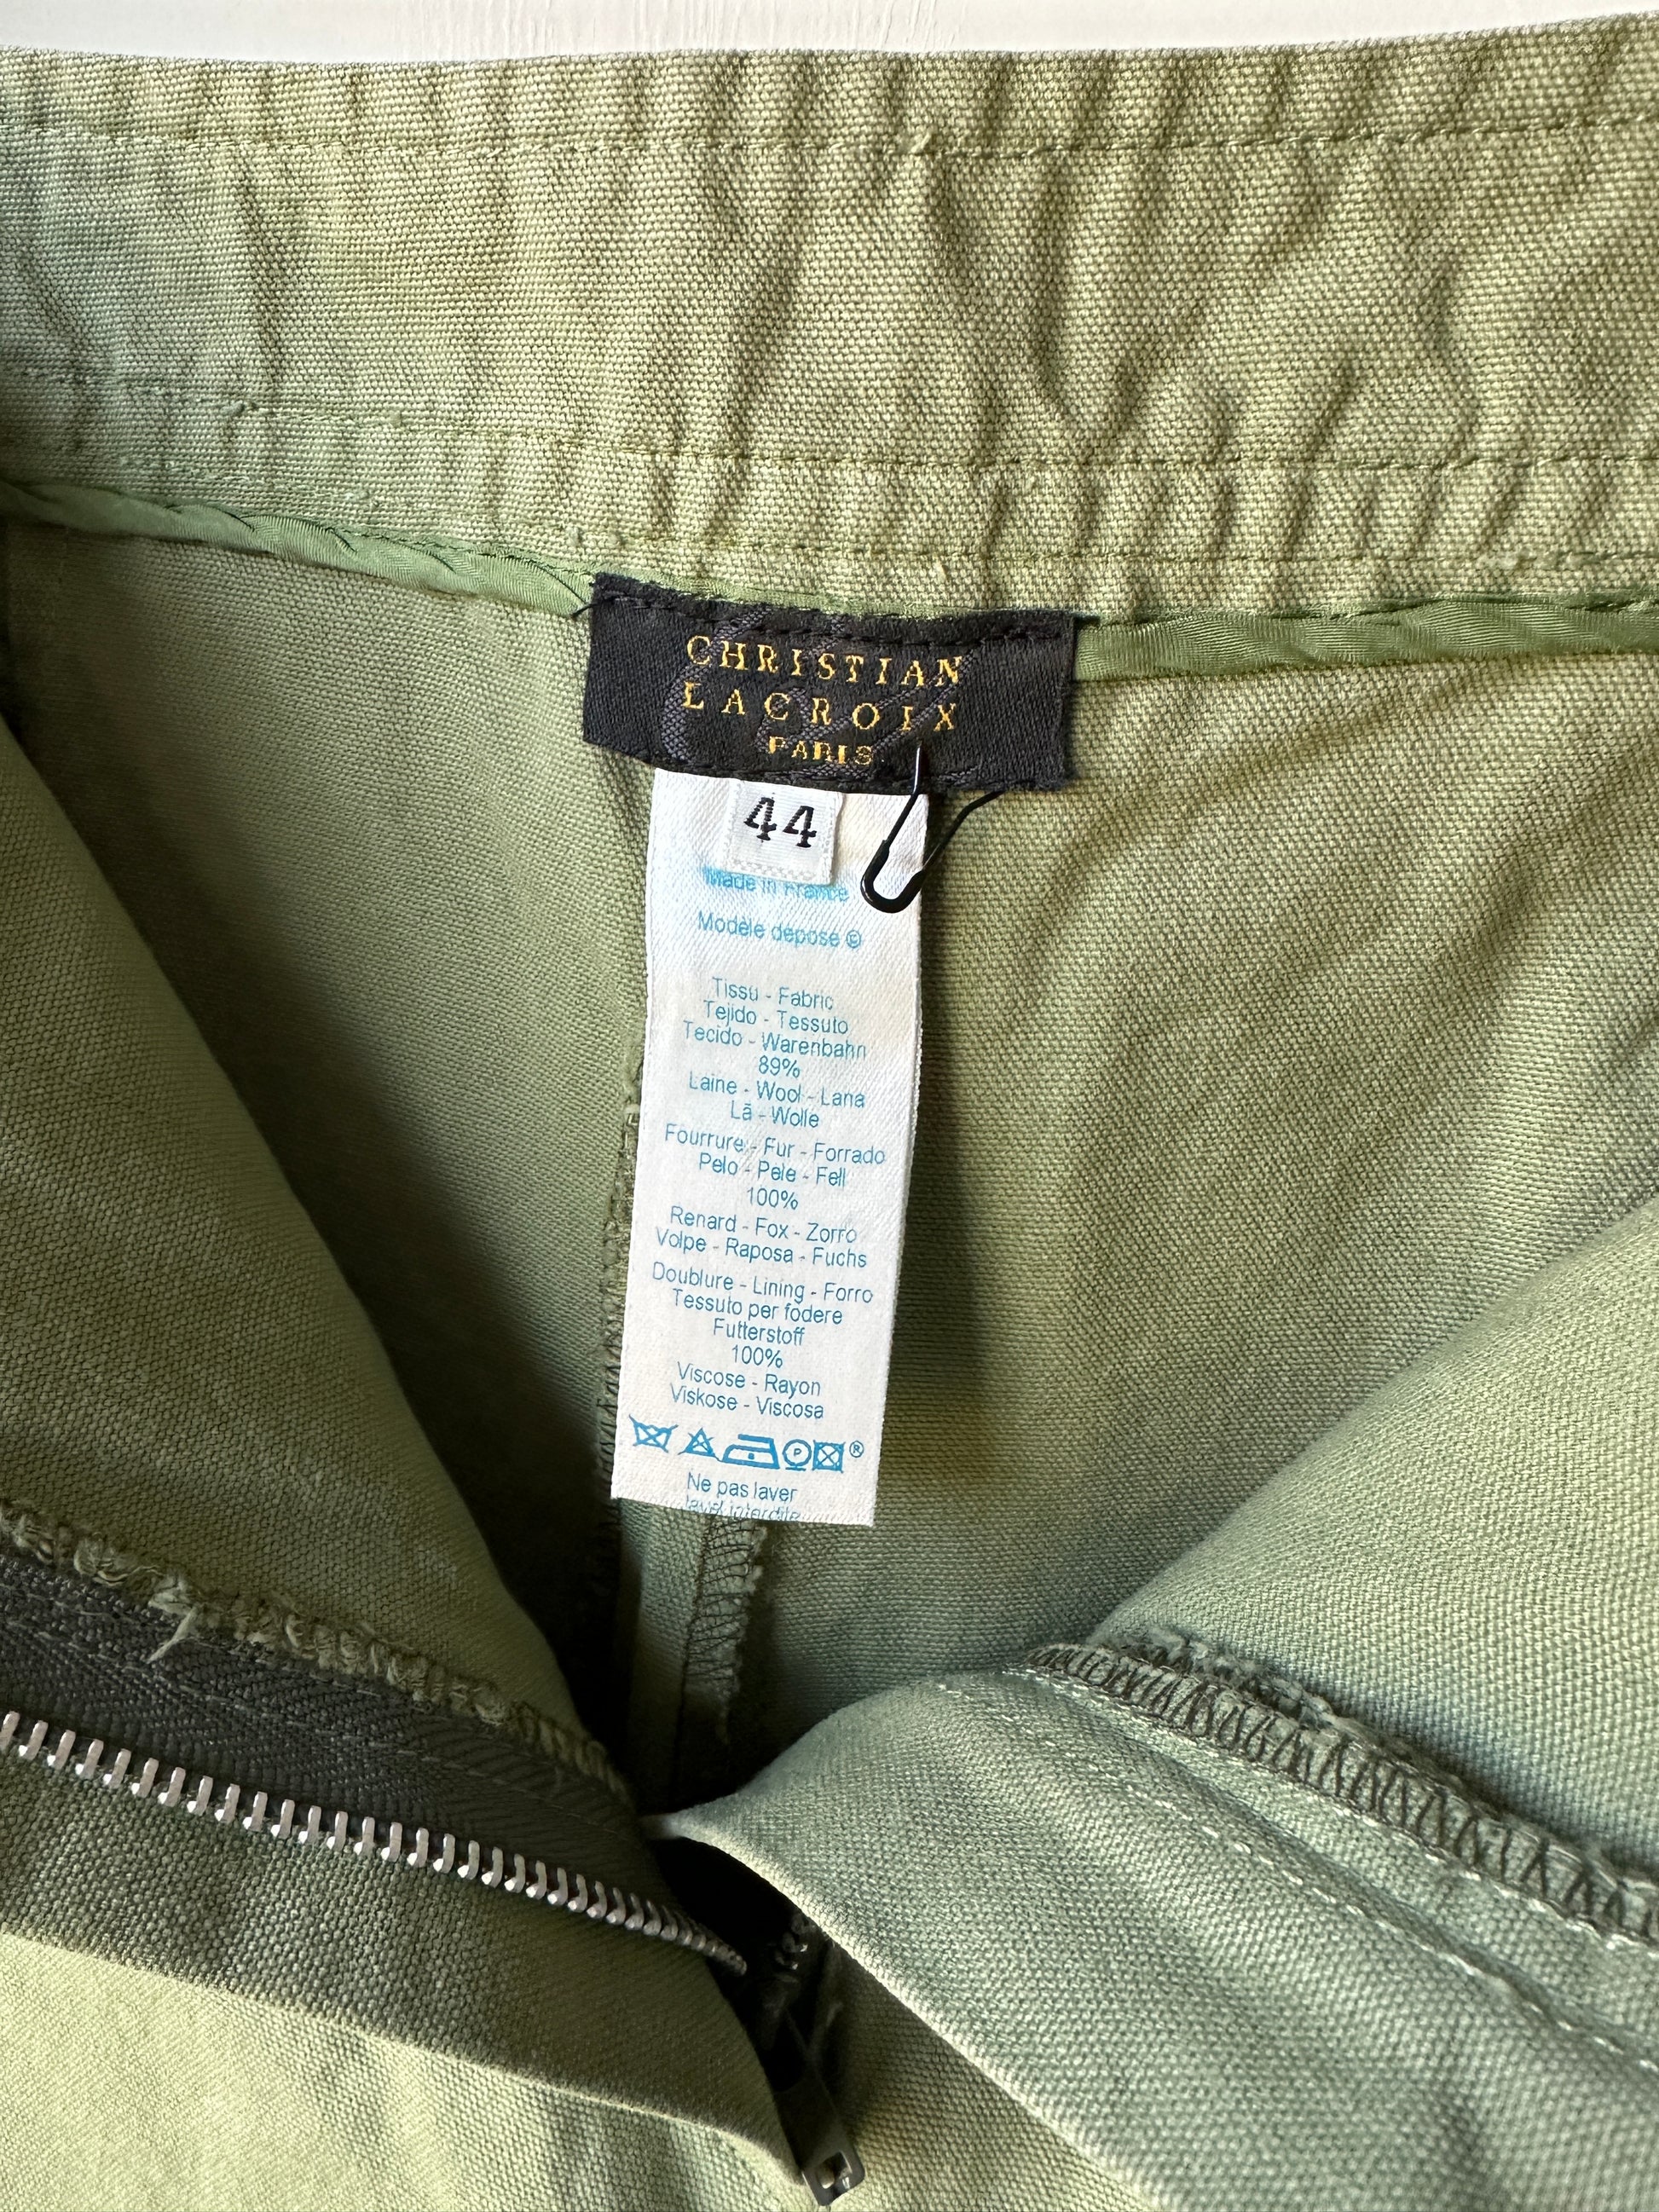 CHRISTIAN
LACROIX
PARIS
44
Made in France
Modèle déposé ©
Tissu - Fabric
Tejido - Tessuto
Tecido - Warenbahn
89%
Laine - Wool - Lana
Lã - Wolle
Fourrure - Fur - Forrado
Pelo - Pele - Fell
100%
Renard - Fox - Zorro
Volpe - Raposa - Fuchs
Doublure - Lining - Forro
Tessuto per fodere
Futterstoff
100%
Viscose - Rayon
Viskose - Viscosa
P ®
Ne pas laver